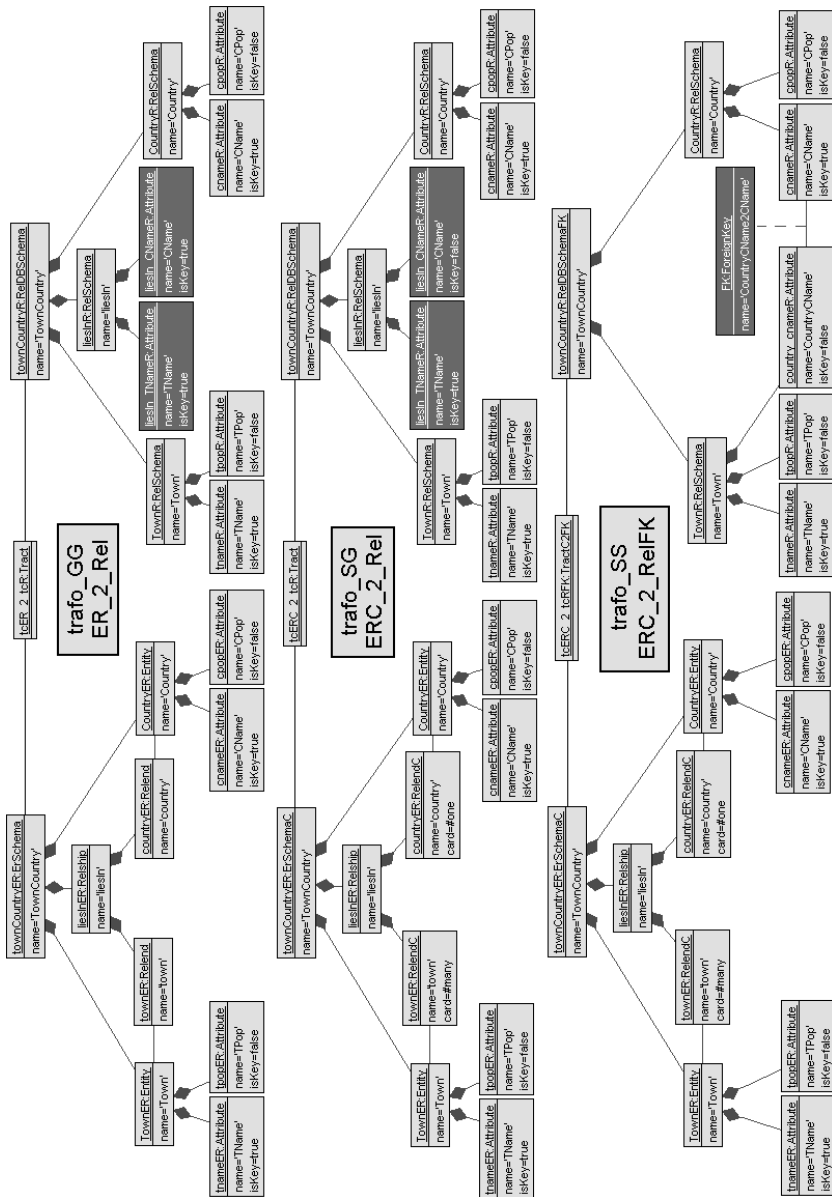 townCountryER:ErSchema
name='TownCountry'
tcER_2_tcR:Tract
townCountryR:RelDBSchema
name='TownCountry'
liesInER:Relship
name='liesIn'
trafo_GG
ER_2_Rel
liesInR:RelSchema
name='liesIn'
TownER:Entity
name='Town'
townER:Relend
name='town'
countryER:Relend
name='country'
CountryER:Entity
name='Country'
TownR:RelSchema
name='Town'
liesIn_TNameR:Attribute
name='TName'
isKey=true
liesIn_CNameR:Attribute
name='CName'
isKey=true
CountryR:RelSchema
name='Country'
tnameER:Attribute
name='TName'
isKey=true
tpopER:Attribute
name='TPop'
isKey=false
cnameER:Attribute
name='CName'
isKey=true
cpopER:Attribute
name='CPop'
isKey=false
tnameR:Attribute
name='TName'
isKey=true
tpopR:Attribute
name='TPop'
isKey=false
cnameR:Attribute
name='CName'
isKey=true
cpopR:Attribute
name='CPop'
isKey=false
townCountryER:ErSchemaC
name='TownCountry'
tcERC_2_tcR:Tract
townCountryR:RelDBSchema
name='TownCountry'
liesInER:Relship
name='liesIn'
trafo_SG
ERC_2_Rel
liesInR:RelSchema
name='liesIn'
TownER:Entity
name='Town'
townER:RelendC
name='town'
card=#many
countryER:RelendC
name='country'
card=#one
CountryER:Entity
name='Country'
TownR:RelSchema
name='Town'
liesIn_TNameR:Attribute
name='TName'
isKey=true
liesIn_CNameR:Attribute
name='CName'
isKey=false
CountryR:RelSchema
name='Country'
tnameER:Attribute
name='TName'
isKey=true
tpopER:Attribute
name='TPop'
isKey=false
cnameER:Attribute
name='CName'
isKey=true
cpopER:Attribute
name='CPop'
isKey=false
tnameR:Attribute
name='TName'
isKey=true
tpopR:Attribute
name='TPop'
isKey=false
cnameR:Attribute
name='CName'
isKey=true
cpopR:Attribute
name='CPop'
isKey=false
townCountryER:ErSchemaC
name='TownCountry'
tcERC_2_tcRFK:TractC2FK
townCountryR:RelDBSchemaFK
name='TownCountry'
liesInER:Relship
name='liesIn'
trafo_SS
ERC_2_RelFK
TownER:Entity
name='Town'
townER:RelendC
name='town'
card=#many
countryER:RelendC
name='country'
card=#one
CountryER:Entity
name='Country'
TownR:RelSchema
name='Town'
FK:ForeignKey
name='CountryCName2CName'
CountryR:RelSchema
name='Country'
tnameER:Attribute
name='TName'
isKey=true
tpopER:Attribute
name='TPop'
isKey=false
cnameER:Attribute
name='CName'
isKey=true
cpopER:Attribute
name='CPop'
isKey=false
tnameR:Attribute
name='TName'
isKey=true
tpopR:Attribute
name='TPop'
isKey=false
country_cnameR:Attribute
name='CountryCName'
isKey=false
cnameR:Attribute
name='CName'
isKey=true
cpopR:Attribute
name='CPop'
isKey=false